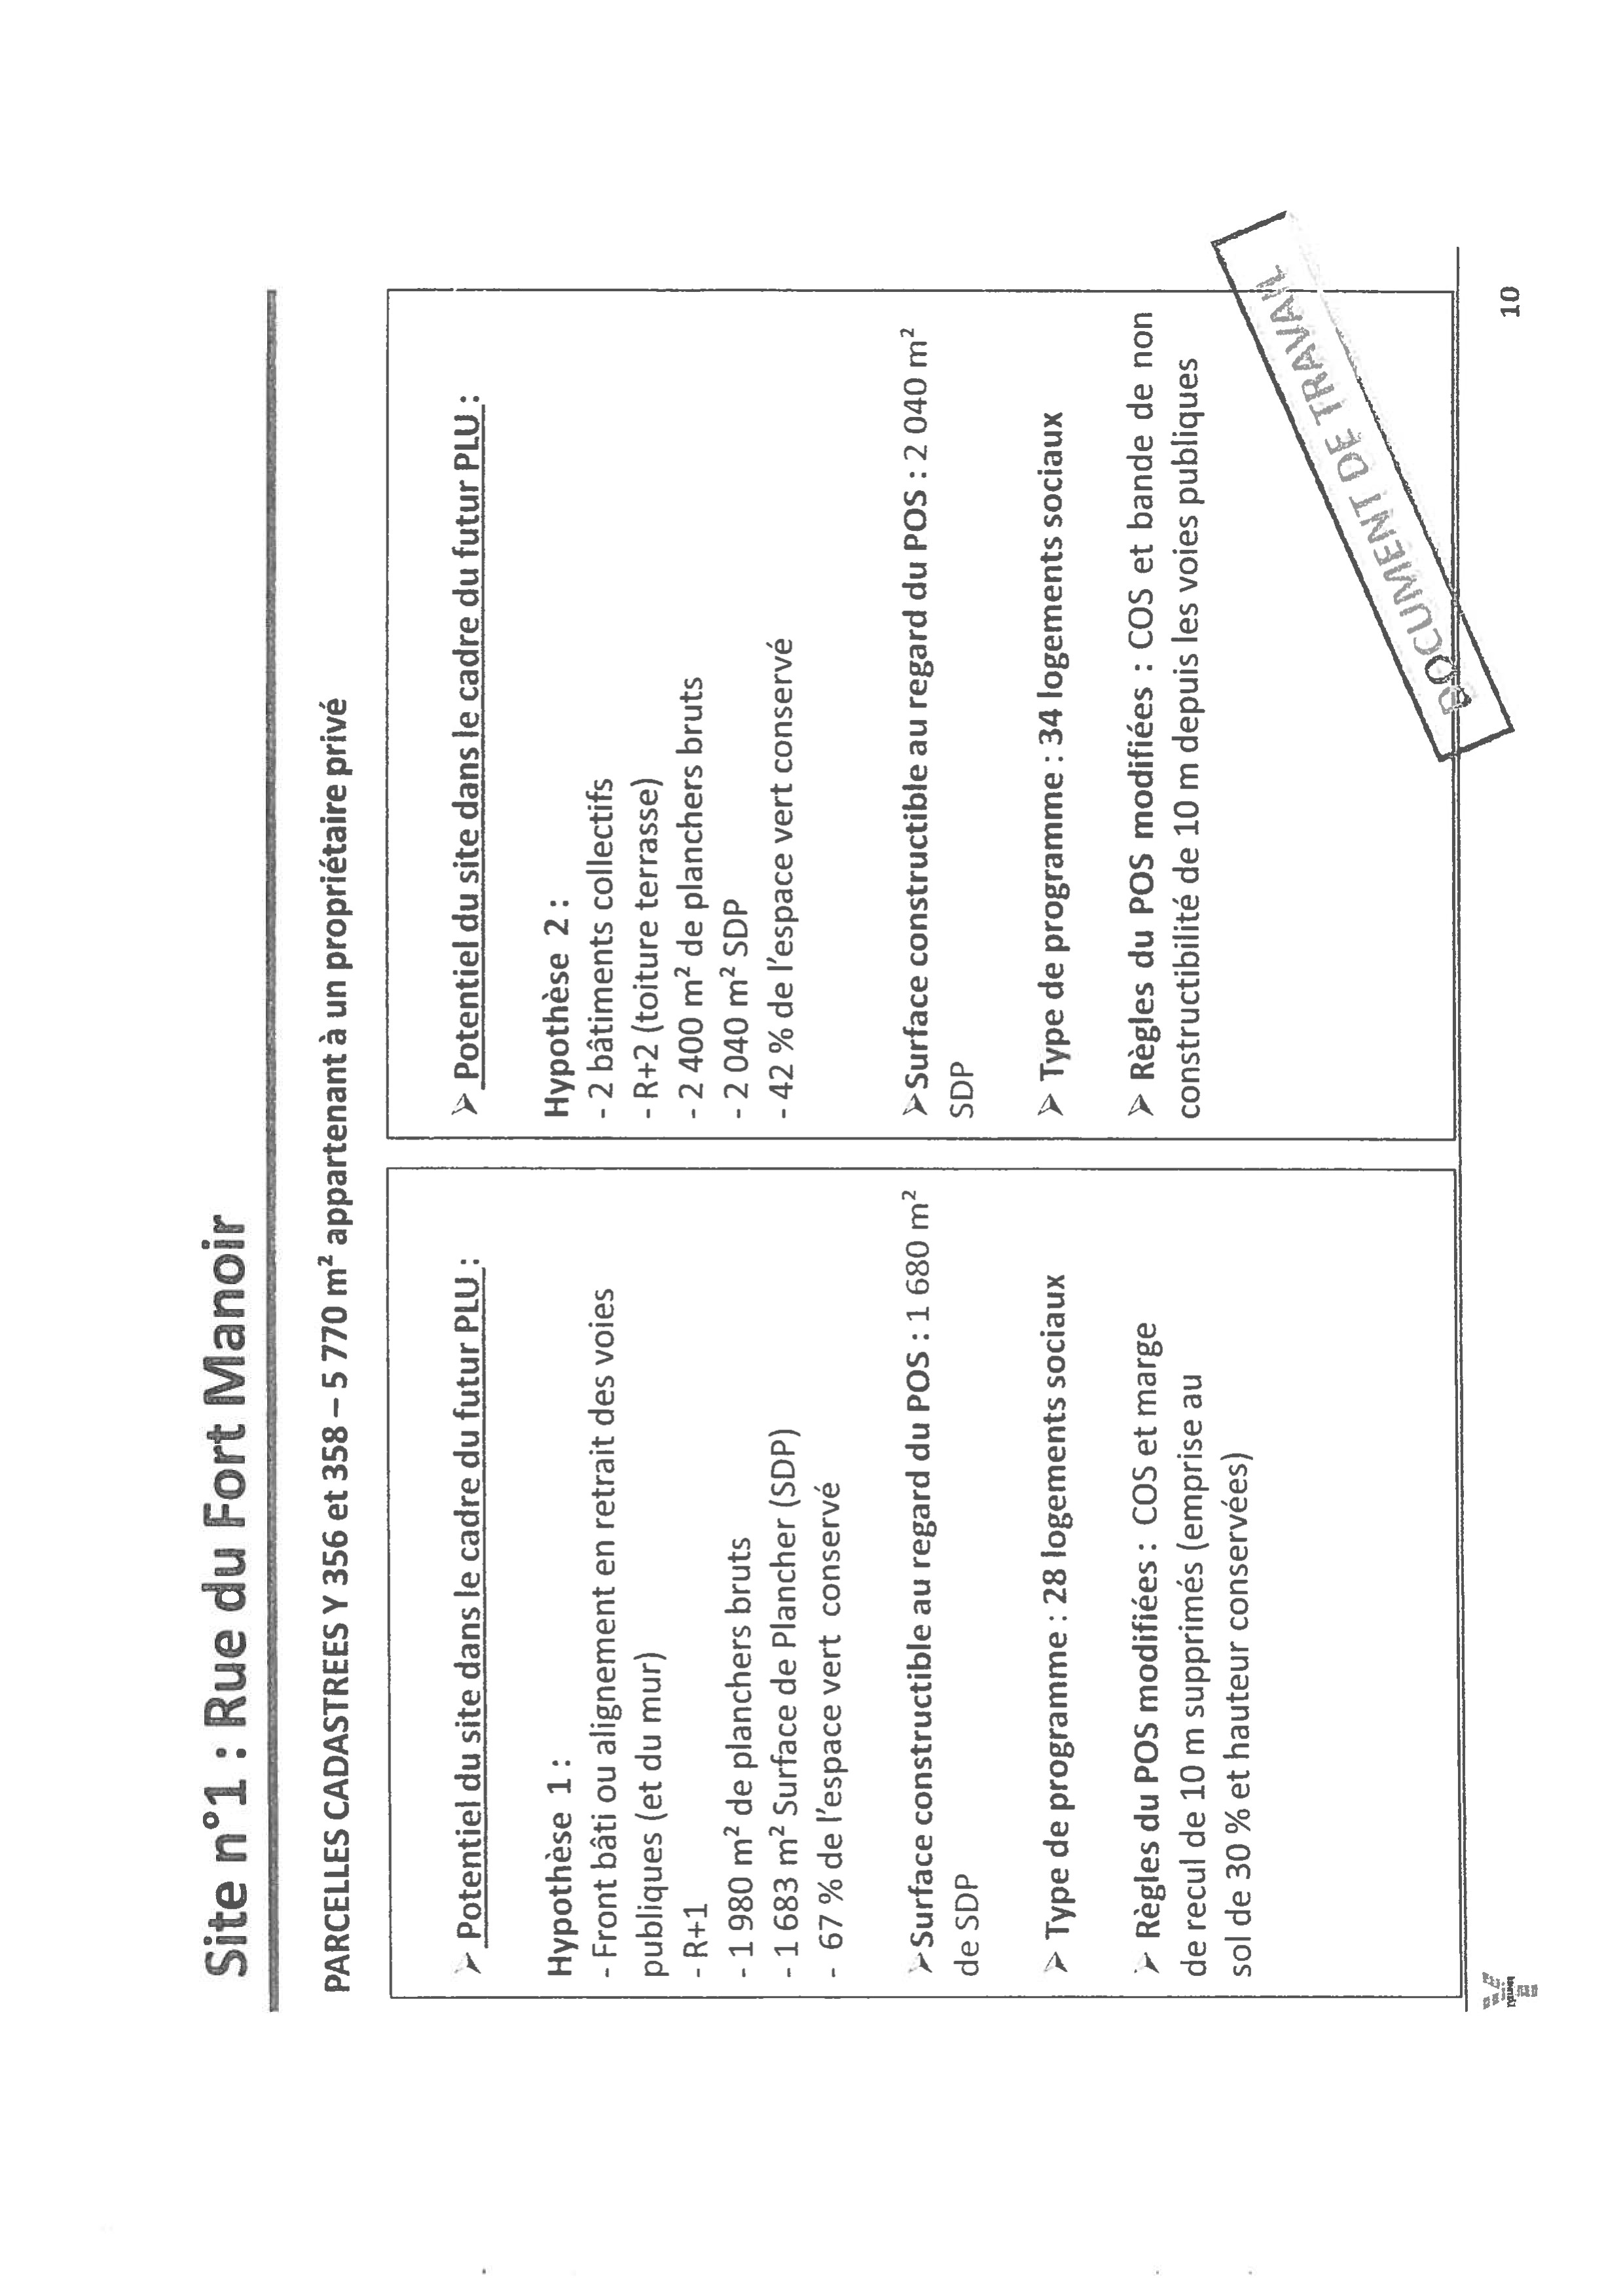 Site n°1 : Rue du Fort Manoir
PARCELLES CADASTREES Y 356 et 358 – 5 770 m² appartenant à un propriétaire privé
➢ Potentiel du site dans le cadre du futur PLU :
Hypothèse 1 :
- Front bâti ou alignement en retrait des voies
publiques (et du mur)
- R+1
- 1 980 m² de planchers bruts
- 1 683 m² Surface de Plancher (SDP)
- 67 % de l'espace vert conservé
➢Surface constructible au regard du POS : 1 680 m²
de SDP
➢ Type de programme : 28 logements sociaux
➢ Règles du POS modifiées : COS et marge
de recul de 10 m supprimés (emprise au
sol de 30 % et hauteur conservées)
➢ Potentiel du site dans le cadre du futur PLU :
Hypothèse 2 :
- 2 bâtiments collectifs
- R+2 (toiture terrasse)
- 2 400 m² de planchers bruts
- 2 040 m² SDP
- 42 % de l'espace vert conservé
➢Surface constructible au regard du POS : 2 040 m²
SDP
➢ Type de programme : 34 logements sociaux
➢ Règles du POS modifiées : COS et bande de non
constructibilité de 10 m depuis les voies publiques
DOCUMENT DE TRAVAIL
10